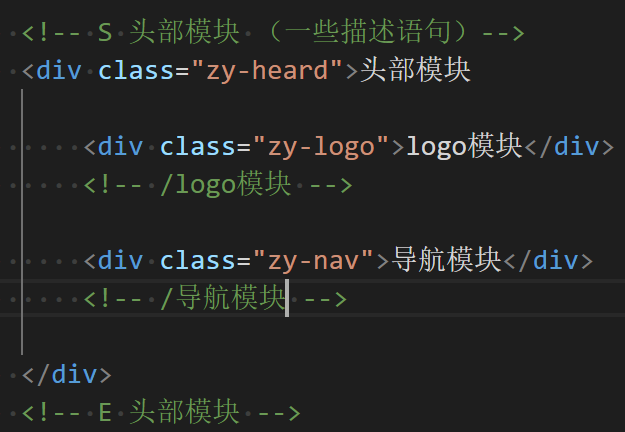 <!-- S 头部模块 （一些描述语句）-->
<div class="zy-heard">头部模块
<div class="zy-logo">logo模块</div>
<!-- /logo模块 -->
<div class="zy-nav">导航模块</div>
<!-- /导航模块 -->
</div>
<!-- E 头部模块 -->